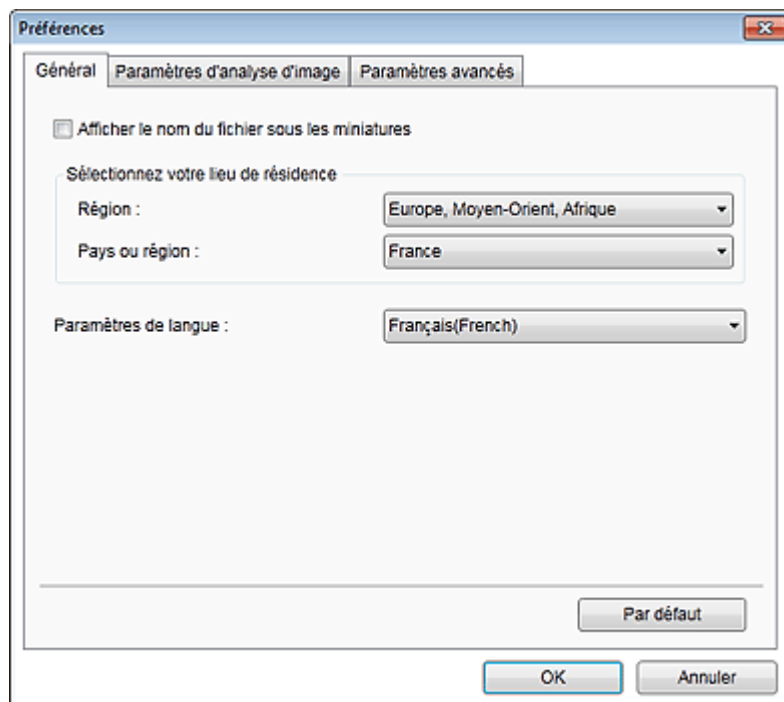 Préférences
Général Paramètres d'analyse d'image Paramètres avancés
Afficher le nom du fichier sous les miniatures
Sélectionnez votre lieu de résidence
Région : Europe, Moyen-Orient, Afrique
Pays ou région : France
Paramètres de langue : Français(French)
Par défaut
OK Annuler